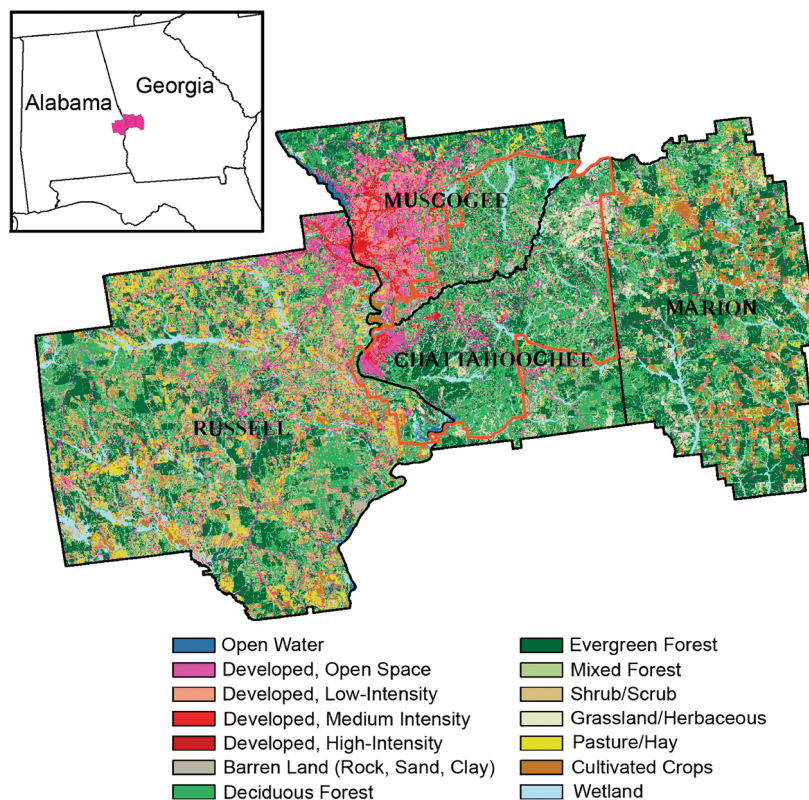 Alabama
Georgia
MUSCOGEE
MARION
CHATTAHOOCHEE
RUSSELL
Open Water
Developed, Open Space
Developed, Low-Intensity
Developed, Medium Intensity
Developed, High-Intensity
Barren Land (Rock, Sand, Clay)
Deciduous Forest
Evergreen Forest
Mixed Forest
Shrub/Scrub
Grassland/Herbaceous
Pasture/Hay
Cultivated Crops
Wetland